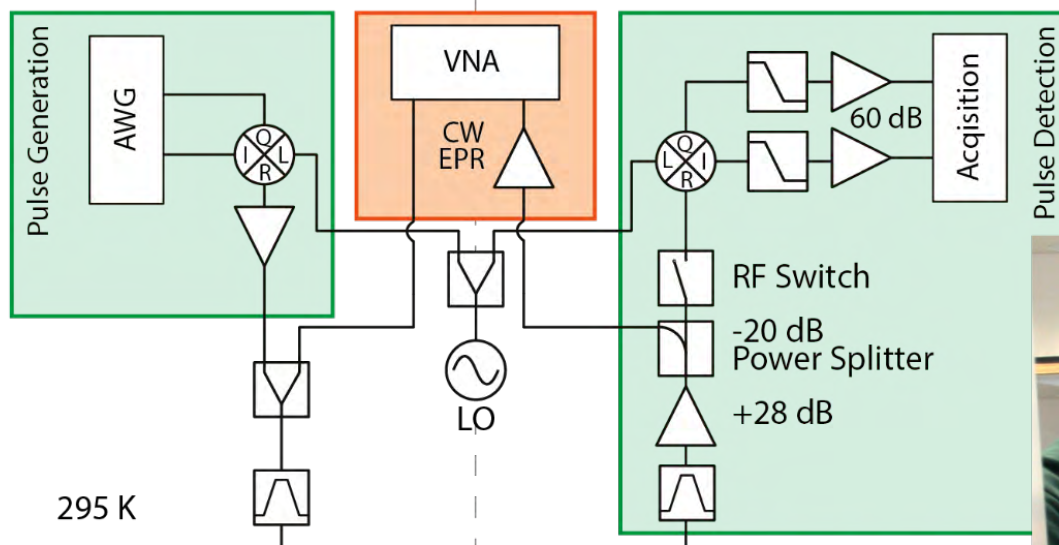 Pulse Generation
AWG
Q
I
L
R
VNA
CW
EPR
LO
295 K
Q
L
I
R
60 dB
Acqisition
Pulse Detection
RF Switch
-20 dB
Power Splitter
+28 dB